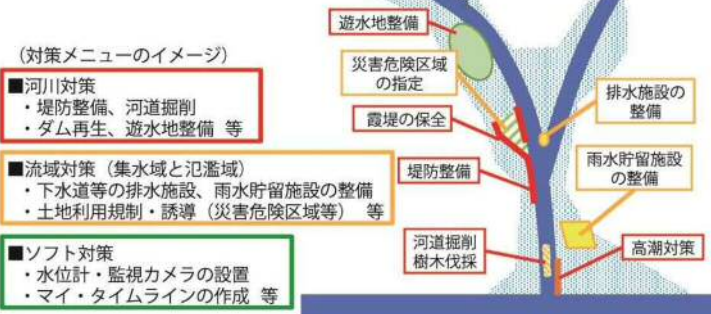 （対策メニューのイメージ）
■河川対策
・堤防整備、河道掘削
・ダム再生、遊水地整備 等
■流域対策（集水域と氾濫域）
・下水道等の排水施設、雨水貯留施設の整備
・土地利用規制・誘導（災害危険区域等） 等
■ソフト対策
・水位計・監視カメラの設置
・マイ・タイムラインの作成 等
遊水地整備
災害危険区域
の指定
霞堤の保全
堤防整備
河道掘削
樹木伐採
排水施設の
整備
雨水貯留施設
の整備
高潮対策